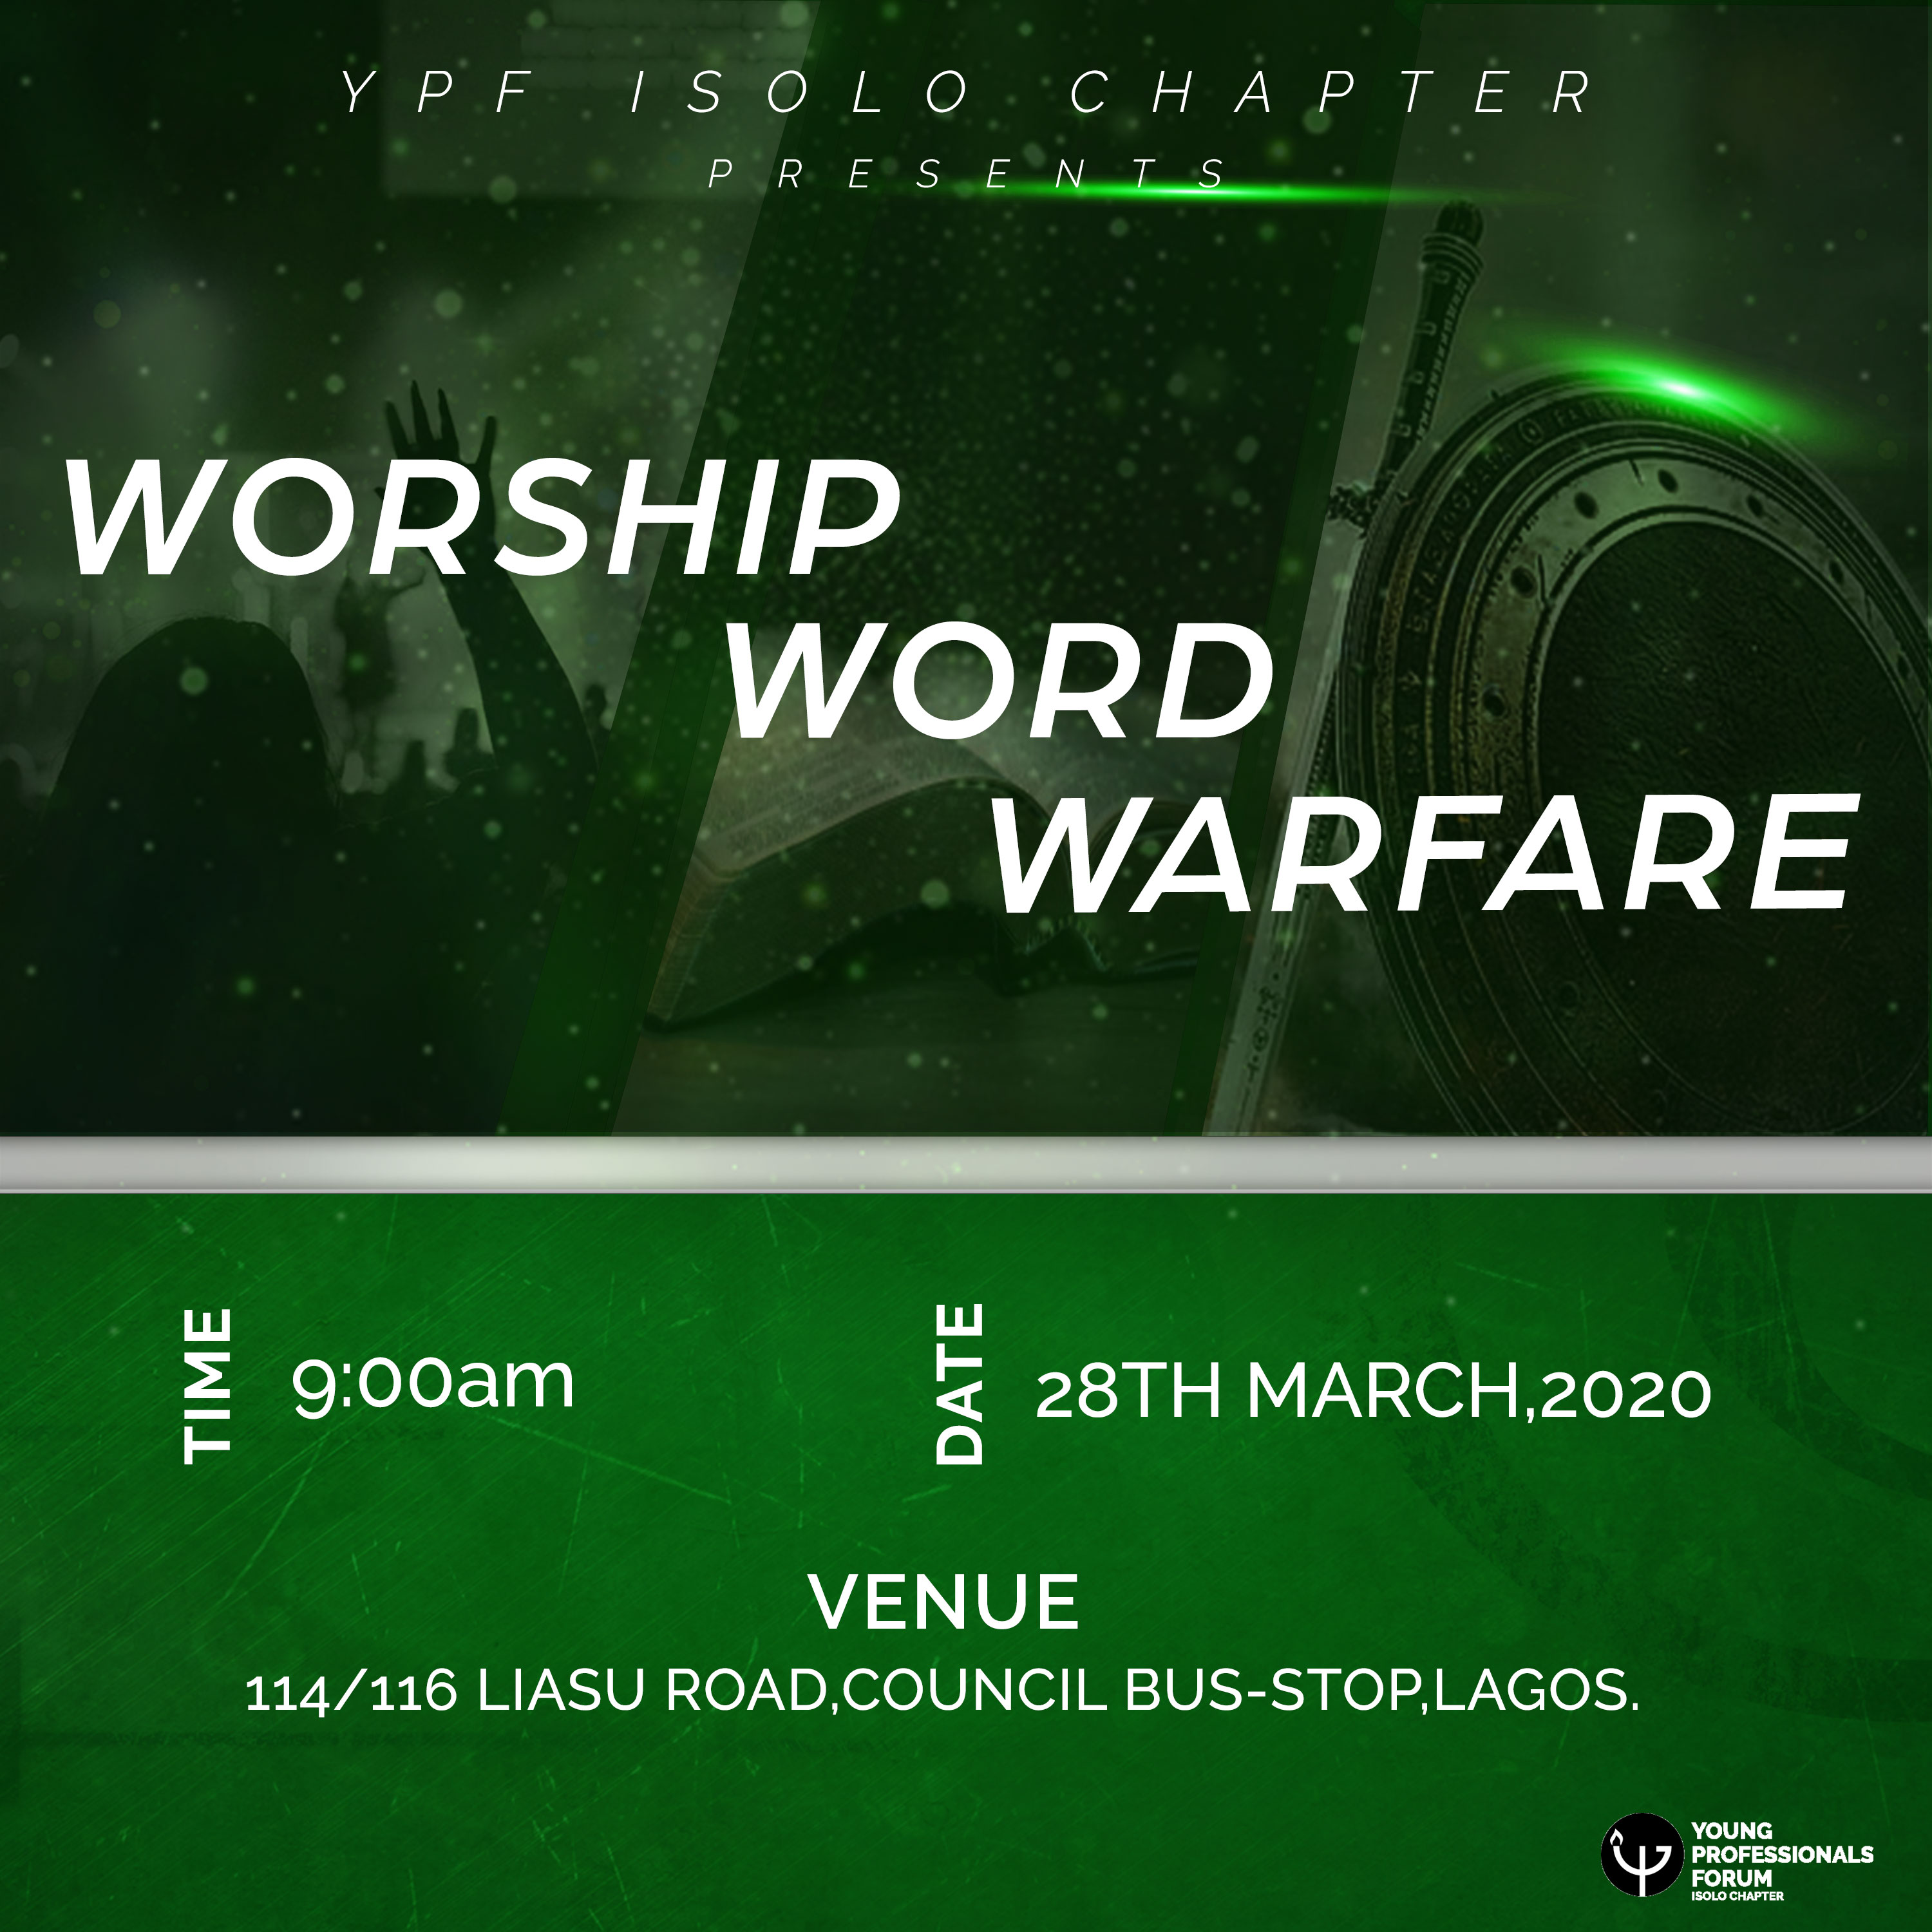 YPF ISOLO CHAPTER
PRESENTS
WORSHIP
WORD
WARFARE
TIME
9:00am
DATE
28TH MARCH,2020
VENUE
114/116 LIASU ROAD,COUNCIL BUS-STOP,LAGOS.
YOUNG
PROFESSIONALS
FORUM
ISOLO CHAPTER